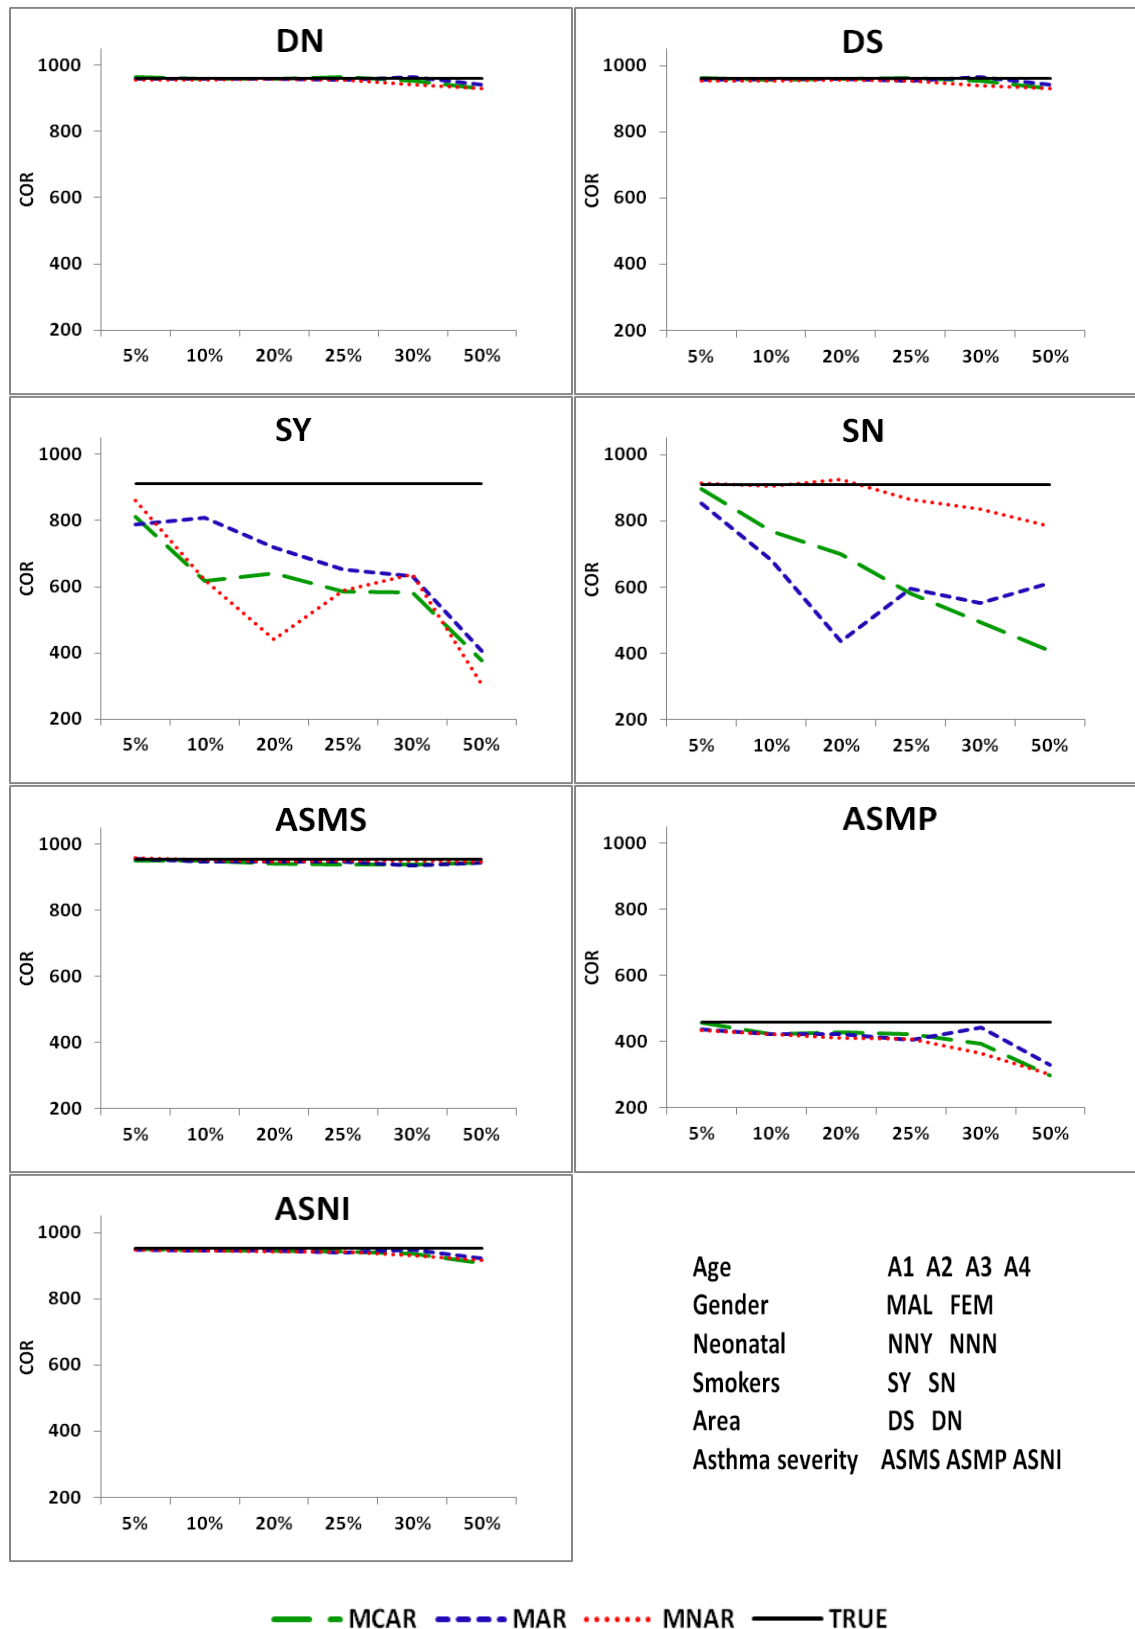 DN
1000
800
600
400
200
COR
5% 10% 20% 25% 30% 50%
DS
1000
800
600
400
200
COR
5% 10% 20% 25% 30% 50%
SY
1000
800
600
400
200
COR
5% 10% 20% 25% 30% 50%
SN
1000
800
600
400
200
COR
5% 10% 20% 25% 30% 50%
ASMS
1000
800
600
400
200
COR
5% 10% 20% 25% 30% 50%
ASMP
1000
800
600
400
200
COR
5% 10% 20% 25% 30% 50%
ASNI
1000
800
600
400
200
COR
5% 10% 20% 25% 30% 50%
Age A1 A2 A3 A4
Gender MAL FEM
Neonatal NNY NNN
Smokers SY SN
Area DS DN
Asthma severity ASMS ASMP ASNI
MCAR MAR MNAR TRUE